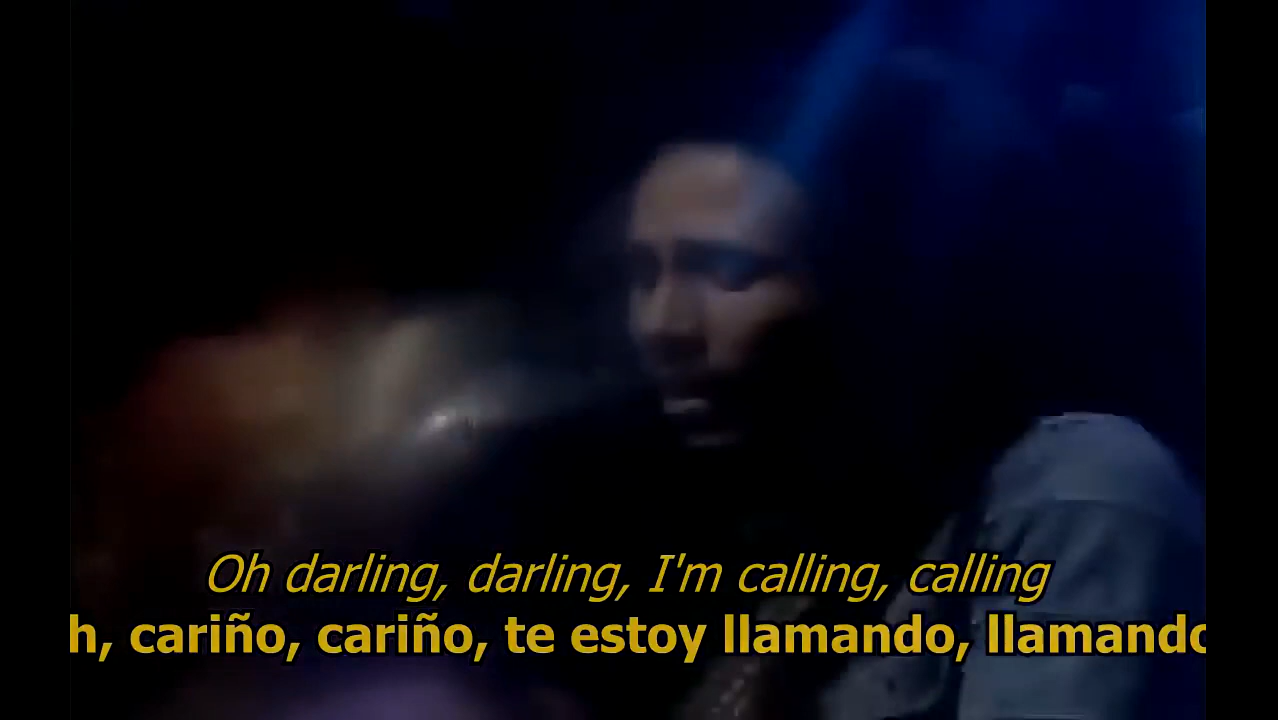 Oh darling, darling, I'm calling, calling
h, cariño, cariño, te estoy llamando, llamando